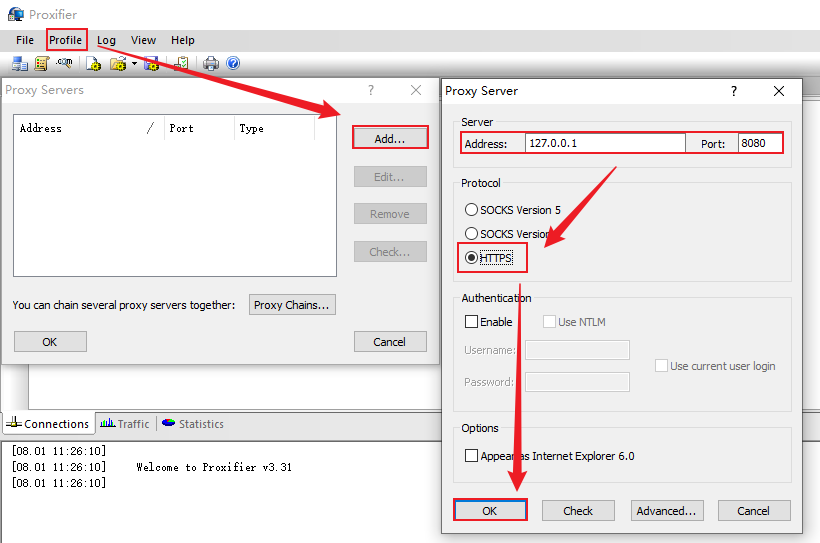 Proxifier
File Profile Log View Help
.com
Proxy Servers ?
Address / Port Type
Add...
Edit...
Remove
Check...
You can chain several proxy servers together: Proxy Chains...
OK Cancel
Proxy Server ?
Server
Address: 127.0.0.1 Port: 8080
Protocol
SOCKS Version 5
SOCKS Version
HTTPS
Authentication
Enable Use NTLM
Username:
Password:
Use current user login
Options
Appear as Internet Explorer 6.0
OK Check Advanced... Cancel
Connections Traffic Statistics
[08.01 11:26:10]
[08.01 11:26:10] Welcome to Proxifier v3.31
[08.01 11:26:10]